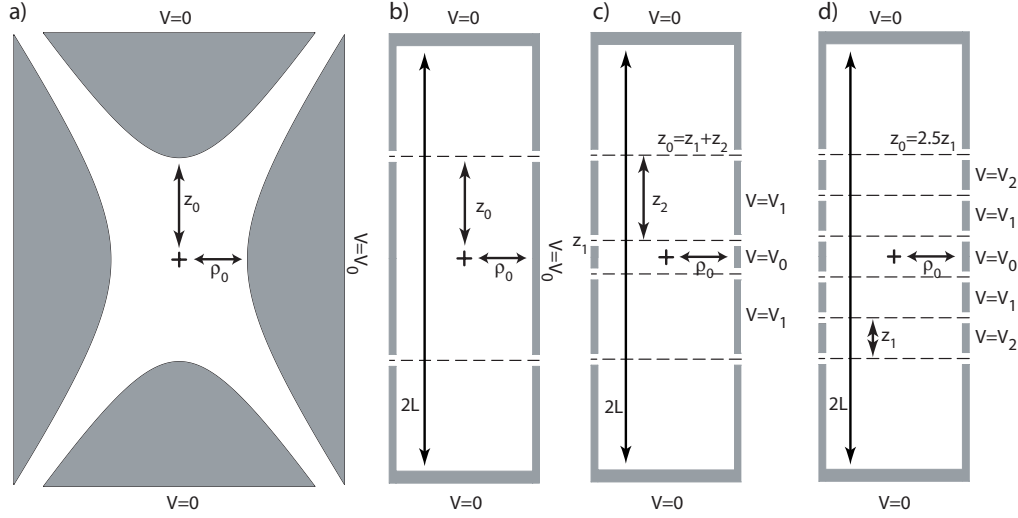 a)
V=0
z₀
ρ₀
V=V₀
V=0
b)
V=0
z₀
ρ₀
V=V₀
2L
V=0
c)
V=0
z₀=z₁+z₂
z₂
V=V₁
z₁
V=V₀
ρ₀
V=V₁
2L
V=0
d)
V=0
z₀=2.5z₁
V=V₂
V=V₁
V=V₀
ρ₀
V=V₁
z₁
V=V₂
2L
V=0